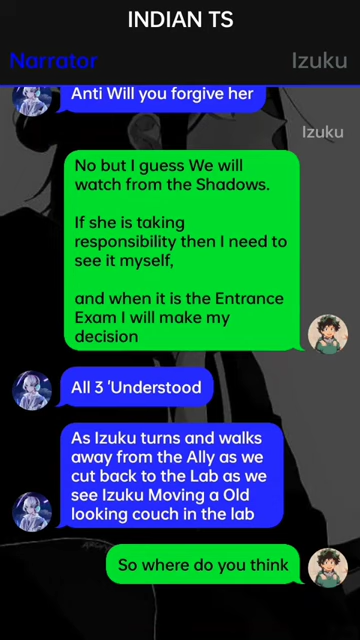 INDIAN TS
Narrator
Izuku
Anti Will you forgive her
Izuku
No but I guess We will
watch from the Shadows.
If she is taking
responsibility then I need to
see it myself,
and when it is the Entrance
Exam I will make my
decision
All 3 ‘Understood
As Izuku turns and walks
away from the Ally as we
cut back to the Lab as we
see Izuku Moving a Old
looking couch in the lab
So where do you think